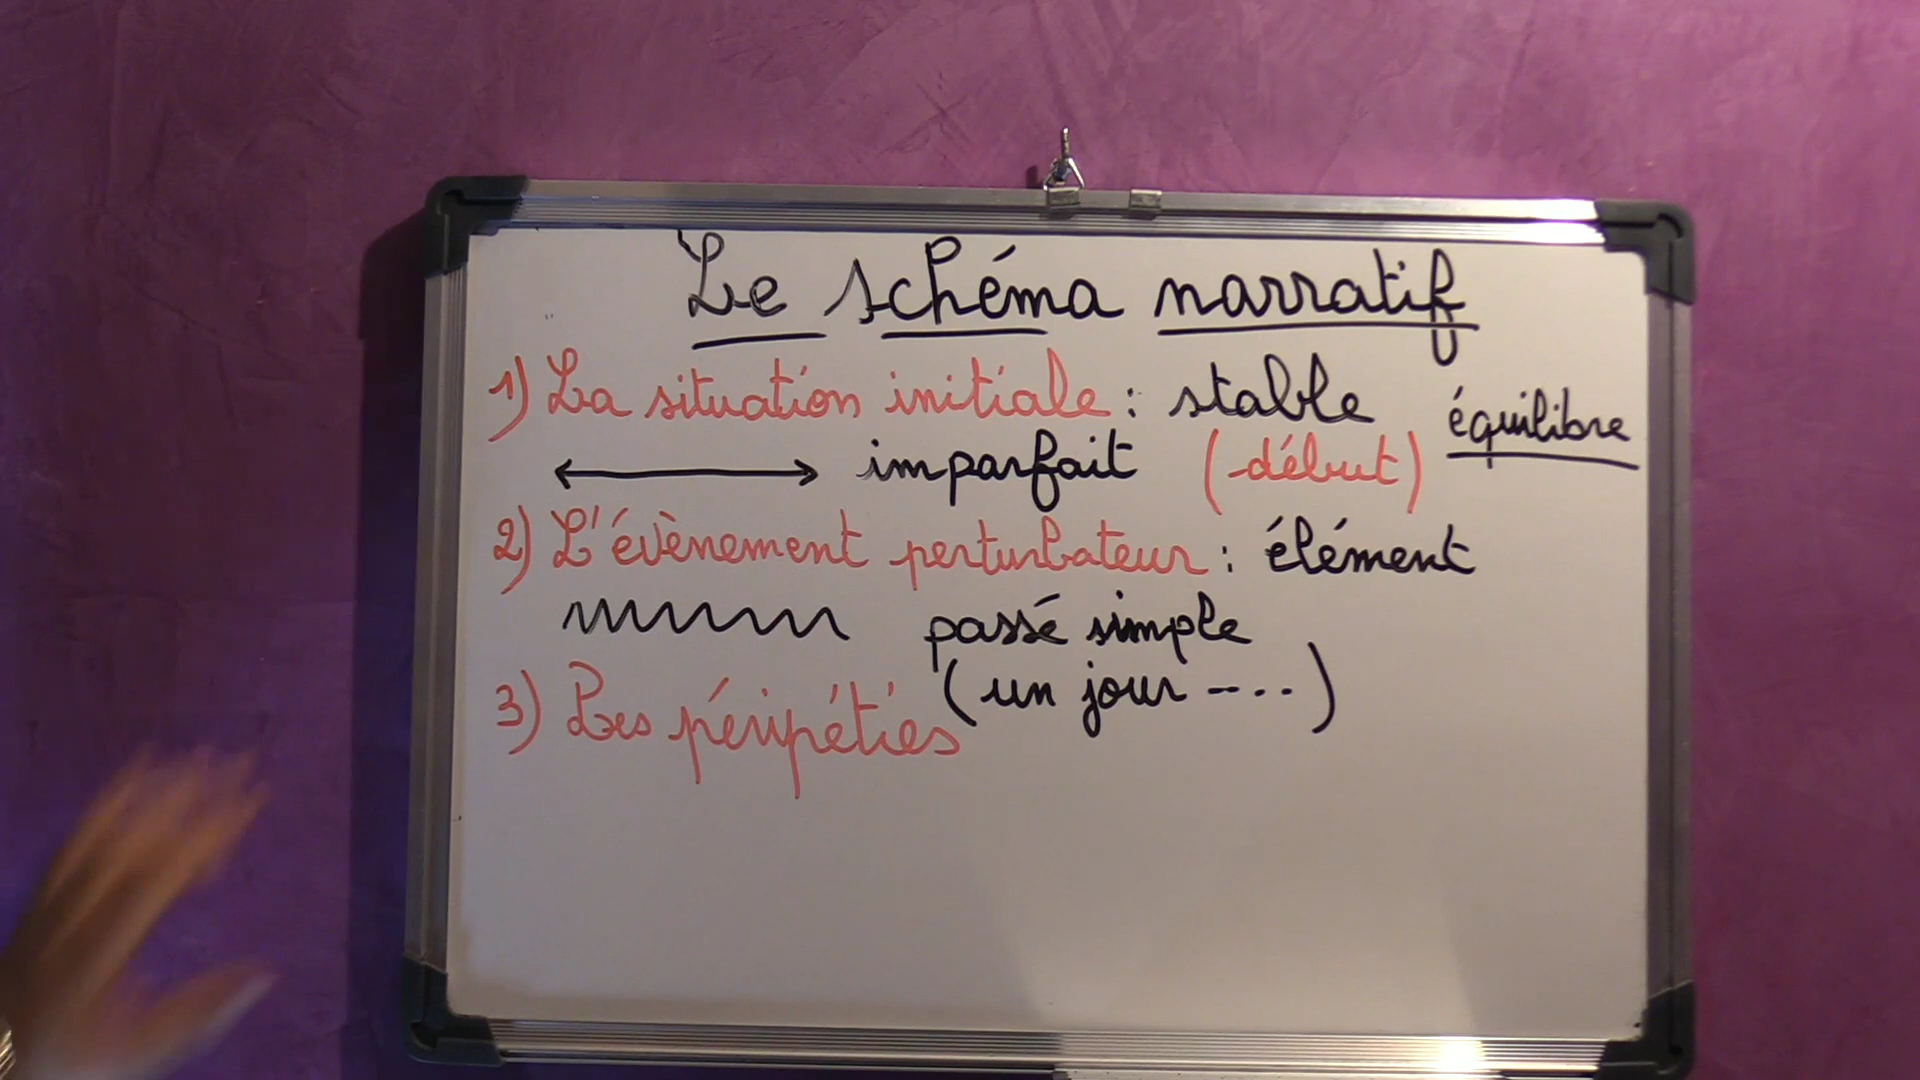 Le schéma narratif
1) La situation initiale : stable équilibre
imparfait (début)
2) L'évènement perturbateur : élément
passé simple
(un jour -...)
3) Les péripéties